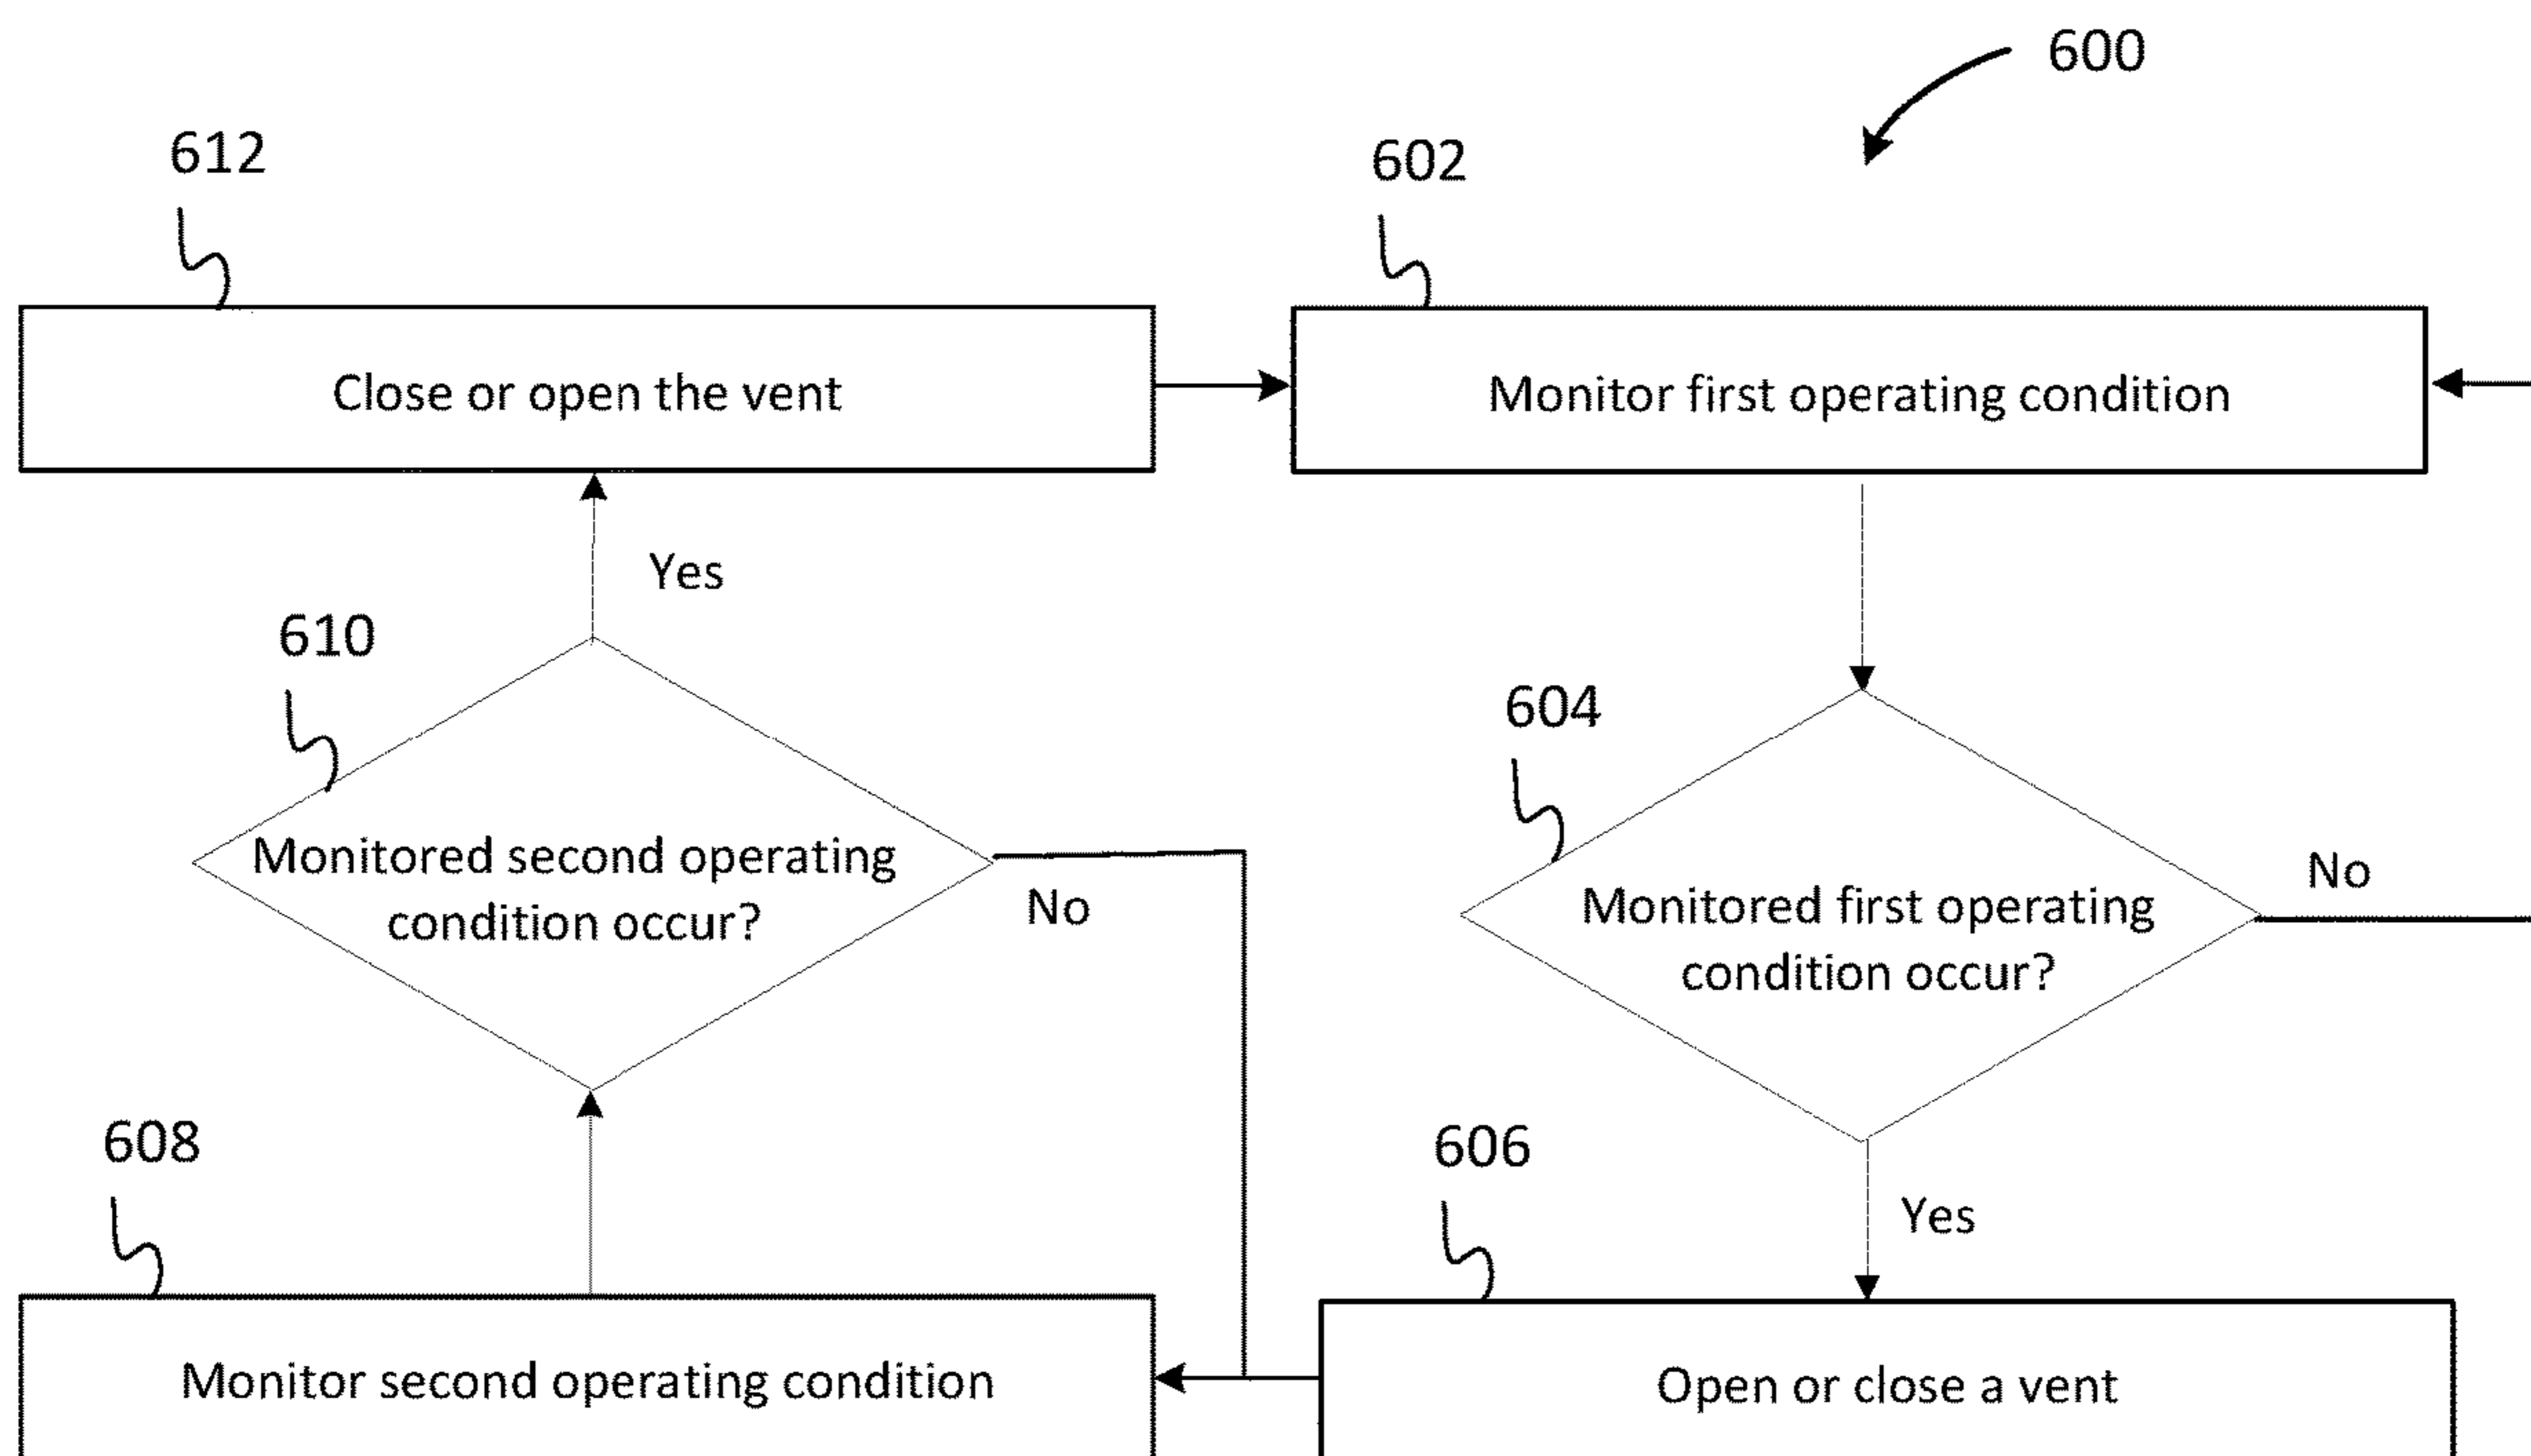 600
612
602
Close or open the vent
Monitor first operating condition
Yes
610
604
Monitored second operating
condition occur?
No
Monitored first operating
condition occur?
No
608
606
Yes
Monitor second operating condition
Open or close a vent